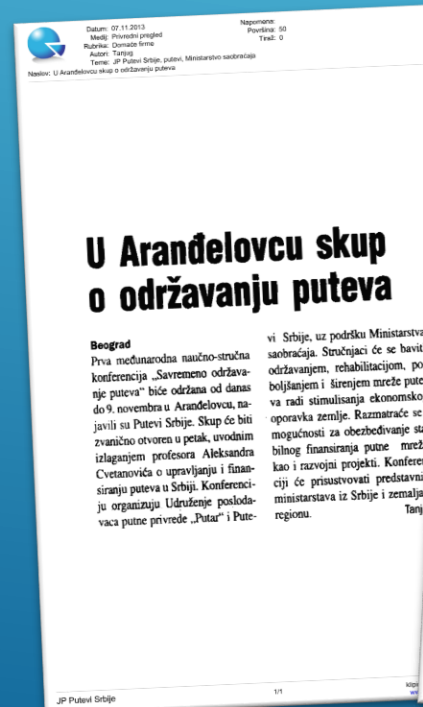 Datum: 07.11.2013
Medij: Privredni pregled
Rubrika: Domaće firme
Autori: Tanjug
Teme: JP Putevi Srbije, putevi, Ministarstvo saobraćaja
Napomena:
Površina: 50
Tiraž: 0
Naslov: U Aranđelovcu skup o održavanju puteva
U Aranđelovcu skup
o održavanju puteva
Beograd
Prva međunarodna naučno-stručna
konferencija „Savremeno održava-
nje puteva“ biće održana od danas
do 9. novembra u Aranđelovcu, na-
javili su Putevi Srbije. Skup će biti
zvanično otvoren u petak, uvodnim
izlaganjem profesora Aleksandra
Cvetanovića o upravljanju i finan-
siranju puteva u Srbiji. Konferenci-
ju organizuju Udruženje posloda-
vaca putne privrede „Putar“ i Pute-
vi Srbije, uz podršku Ministarstva
saobraćaja. Stručnjaci će se bavit
održavanjem, rehabilitacijom, po
boljšanjem i širenjem mreže pute
va radi stimulisanja ekonomsko
oporavka zemlje. Razmatraće se
mogućnosti za obezbeđivanje sta
bilnog finansiranja putne mrež
kao i razvojni projekti. Konferen
ciji će prisustvovati predstavni
ministarstava iz Srbije i zemalja
regionu.
Tanj
JP Putevi Srbije
1/1